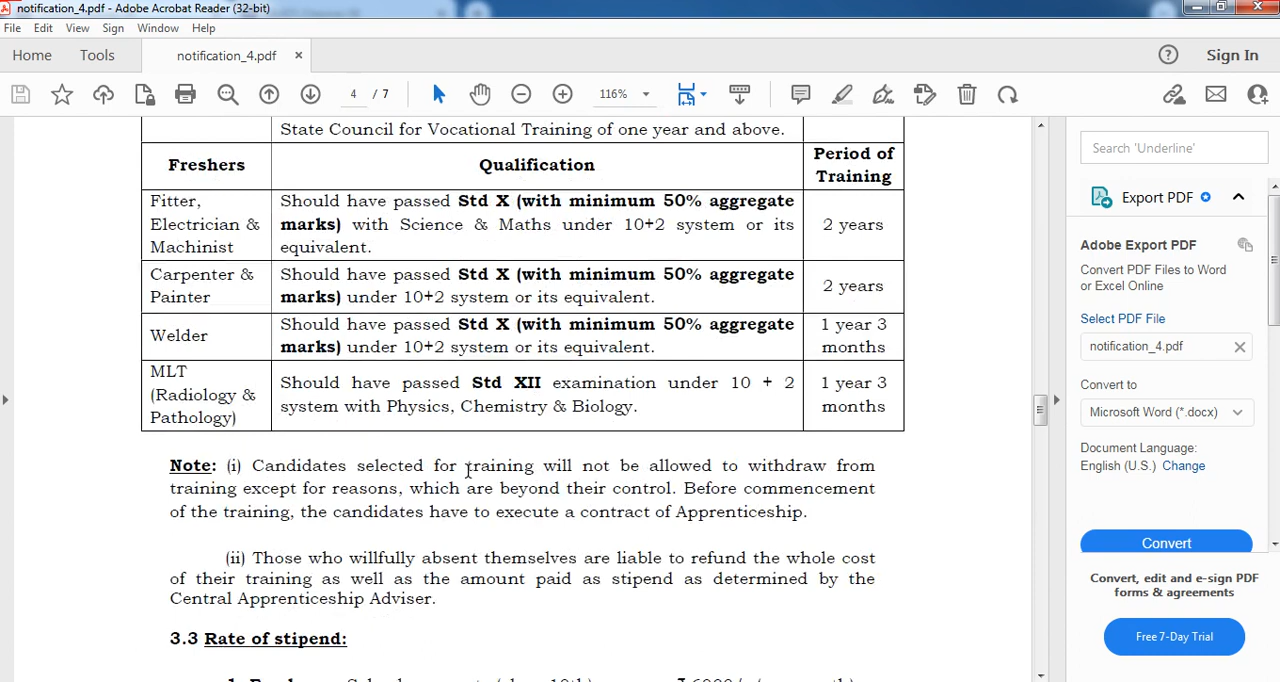 notification_4.pdf - Adobe Acrobat Reader (32-bit)
File Edit View Sign Window Help
Home Tools notification_4.pdf × Sign In
4 / 7 116%
State Council for Vocational Training of one year and above.
Freshers Qualification Period of
Training
Fitter,
Electrician &
Machinist
Should have passed Std X (with minimum 50% aggregate
marks) with Science & Maths under 10+2 system or its
equivalent.
2 years
Carpenter &
Painter
Should have passed Std X (with minimum 50% aggregate
marks) under 10+2 system or its equivalent.
2 years
Welder
Should have passed Std X (with minimum 50% aggregate
marks) under 10+2 system or its equivalent.
1 year 3
months
MLT
(Radiology &
Pathology)
Should have passed Std XII examination under 10 + 2
system with Physics, Chemistry & Biology.
1 year 3
months
Note: (i) Candidates selected for training will not be allowed to withdraw from
training except for reasons, which are beyond their control. Before commencement
of the training, the candidates have to execute a contract of Apprenticeship.
(ii) Those who willfully absent themselves are liable to refund the whole cost
of their training as well as the amount paid as stipend as determined by the
Central Apprenticeship Adviser.
3.3 Rate of stipend:
Search 'Underline'
Export PDF
Adobe Export PDF
Convert PDF Files to Word
or Excel Online
Select PDF File
notification_4.pdf
Convert to
Microsoft Word (*.docx)
Document Language:
English (U.S.) Change
Convert
Convert, edit and e-sign PDF
forms & agreements
Free 7-Day Trial